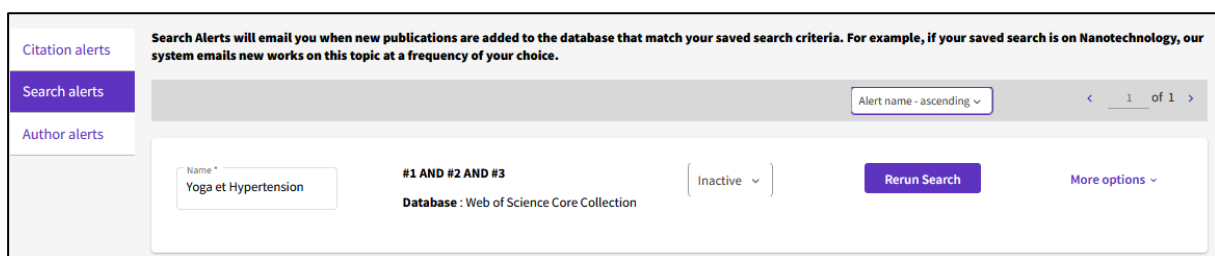 Citation alerts
Search alerts
Author alerts
Search Alerts will email you when new publications are added to the database that match your saved search criteria. For example, if your saved search is on Nanotechnology, our
system emails new works on this topic at a frequency of your choice.
Alert name - ascending
1 of 1
Name *
Yoga et Hypertension
#1 AND #2 AND #3
Database : Web of Science Core Collection
Inactive
Rerun Search
More options